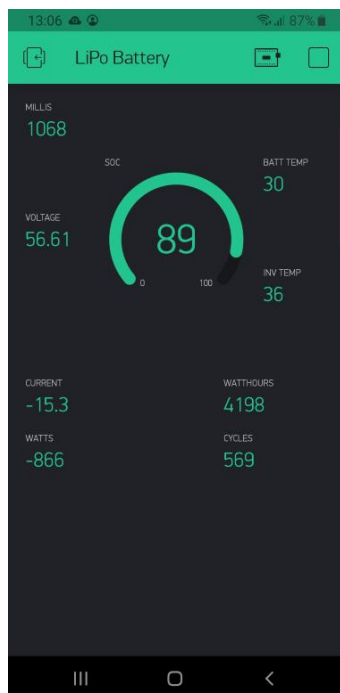 13:06 87%
LiPo Battery
MILLIS
1068
SOC
BATT TEMP
30
VOLTAGE
56.61
89
0 100
INV TEMP
36
CURRENT
-15.3
WATTHOURS
4198
WATTS
-866
CYCLES
569